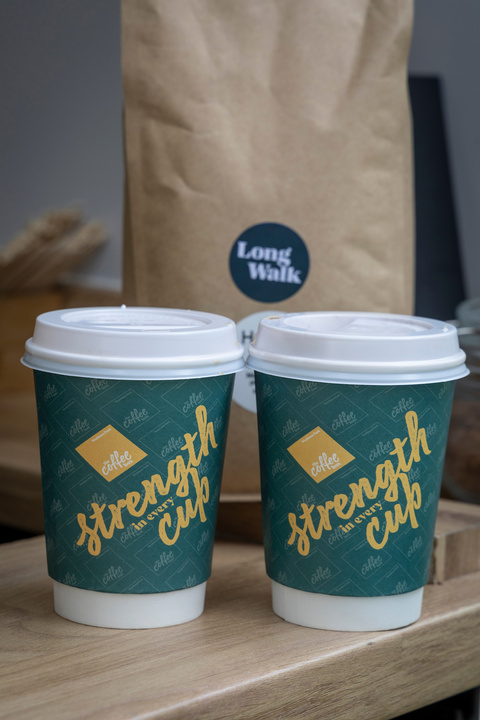 Long
Walk
coffee
strength
in every
cup
coffee
strength
in every
cup